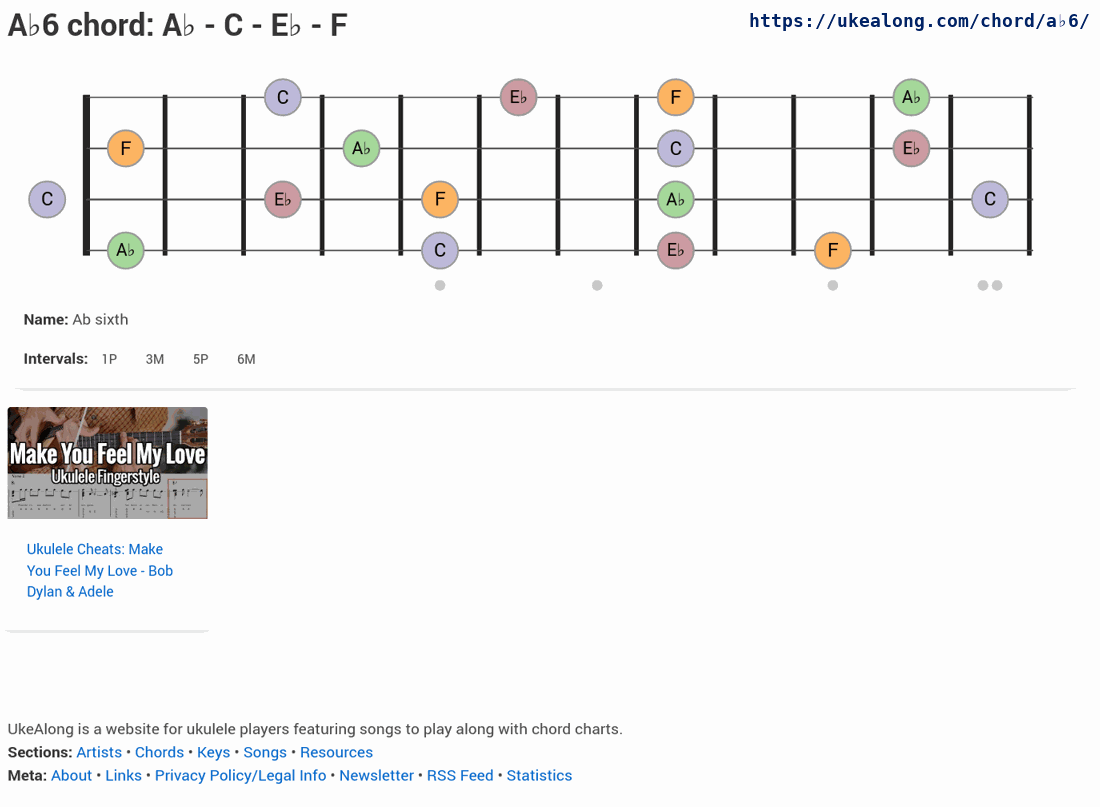 A♭6 chord: A♭ - C - E♭ - F
https://ukealong.com/chord/a♭6/
C E♭ F A♭
F A♭ C E♭
C E♭ F A♭ C
A♭ C E♭ F
Name: Ab sixth
Intervals: 1P 3M 5P 6M
Make You Feel My Love
Ukulele Fingerstyle
Ukulele Cheats: Make
You Feel My Love - Bob
Dylan & Adele
UkeAlong is a website for ukulele players featuring songs to play along with chord charts.
Sections: Artists • Chords • Keys • Songs • Resources
Meta: About • Links • Privacy Policy/Legal Info • Newsletter • RSS Feed • Statistics